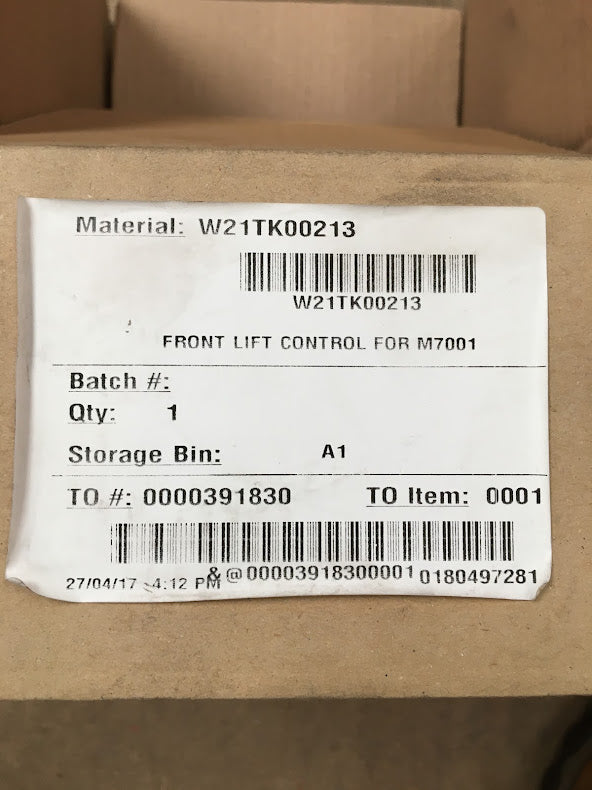 Material: W21TK00213
W21TK00213
FRONT LIFT CONTROL FOR M7001
Batch #:
Qty: 1
Storage Bin: A1
TO #: 0000391830 TO Item: 0001
27/04/17 4:12 PM &@00003918300001 0180497281